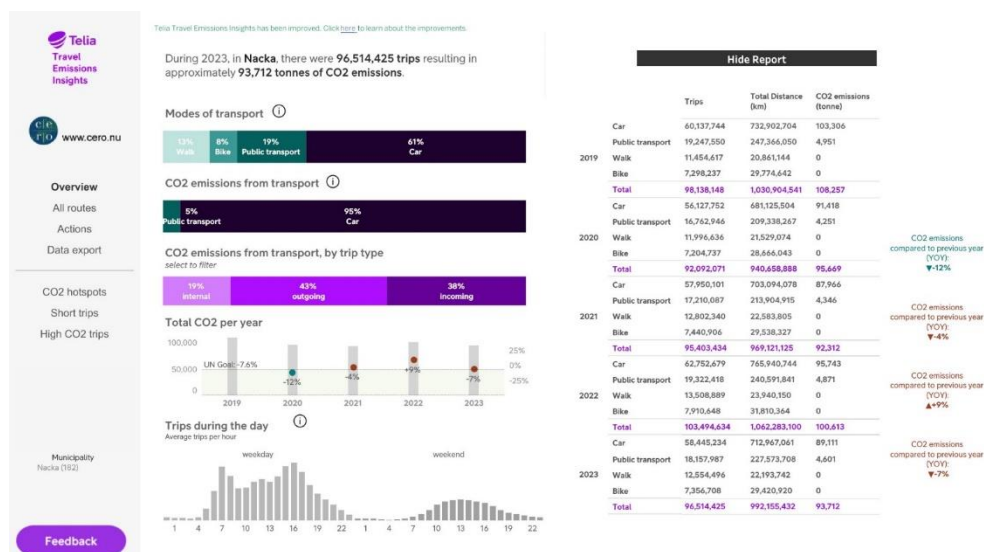 Telia
Travel
Emissions
Insights
www.cero.nu
Overview
All routes
Actions
Data export
CO2 hotspots
Short trips
High CO2 trips
Municipality
Nacka (182)
Feedback
Telia Travel Emissions Insights has been improved. Click here to learn about the improvements.
During 2023, in Nacka, there were 96,514,425 trips resulting in
approximately 93,712 tonnes of CO2 emissions.
Modes of transport
13% 8% 19% 61%
Walk Bike Public transport Car
CO2 emissions from transport
5% 95%
Public transport Car
CO2 emissions from transport, by trip type
select to filter
19% 43% 38%
internal outgoing incoming
Total CO2 per year
100,000
50,000
0
UN Goal: -7.6%
-12% -4% +9% -7%
25%
0%
-25%
2019 2020 2021 2022 2023
Trips during the day
Average trips per hour
weekday weekend
1 4 7 10 13 16 19 22 1 4 7 10 13 16 19 22
Hide Report
Trips Total Distance (km) CO2 emissions (tonne)
2019
Car 60,137,744 732,902,704 103,306
Public transport 19,247,550 247,366,050 4,951
Walk 11,454,617 20,861,144 0
Bike 7,298,237 29,774,642 0
Total 98,138,148 1,030,904,541 108,257
2020
Car 56,127,752 681,125,504 91,418
Public transport 16,762,946 209,338,267 4,251
Walk 11,996,636 21,529,074 0
Bike 7,204,737 28,666,043 0
Total 92,092,071 940,658,888 95,669
CO2 emissions
compared to previous year
(YOY):
▼-12%
2021
Car 57,950,101 703,094,078 87,966
Public transport 17,210,087 213,904,915 4,346
Walk 12,802,340 22,583,805 0
Bike 7,440,906 29,538,327 0
Total 95,403,434 969,121,125 92,312
CO2 emissions
compared to previous year
(YOY):
▼-4%
2022
Car 62,752,679 765,940,744 95,743
Public transport 19,322,418 240,591,841 4,871
Walk 13,508,889 23,940,150 0
Bike 7,910,648 31,810,364 0
Total 103,494,634 1,062,283,100 100,613
CO2 emissions
compared to previous year
(YOY):
▲+9%
2023
Car 58,445,234 712,967,061 89,111
Public transport 18,157,987 227,573,708 4,601
Walk 12,554,496 22,193,742 0
Bike 7,356,708 29,420,920 0
Total 96,514,425 992,155,432 93,712
CO2 emissions
compared to previous year
(YOY):
▼-7%